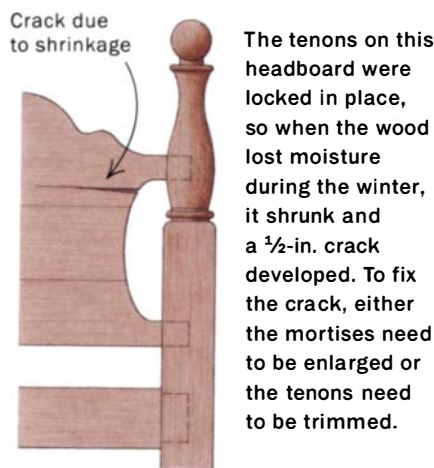 Crack due
to shrinkage
The tenons on this
headboard were
locked in place,
so when the wood
lost moisture
during the winter,
it shrunk and
a ½-in. crack
developed. To fix
the crack, either
the mortises need
to be enlarged or
the tenons need
to be trimmed.